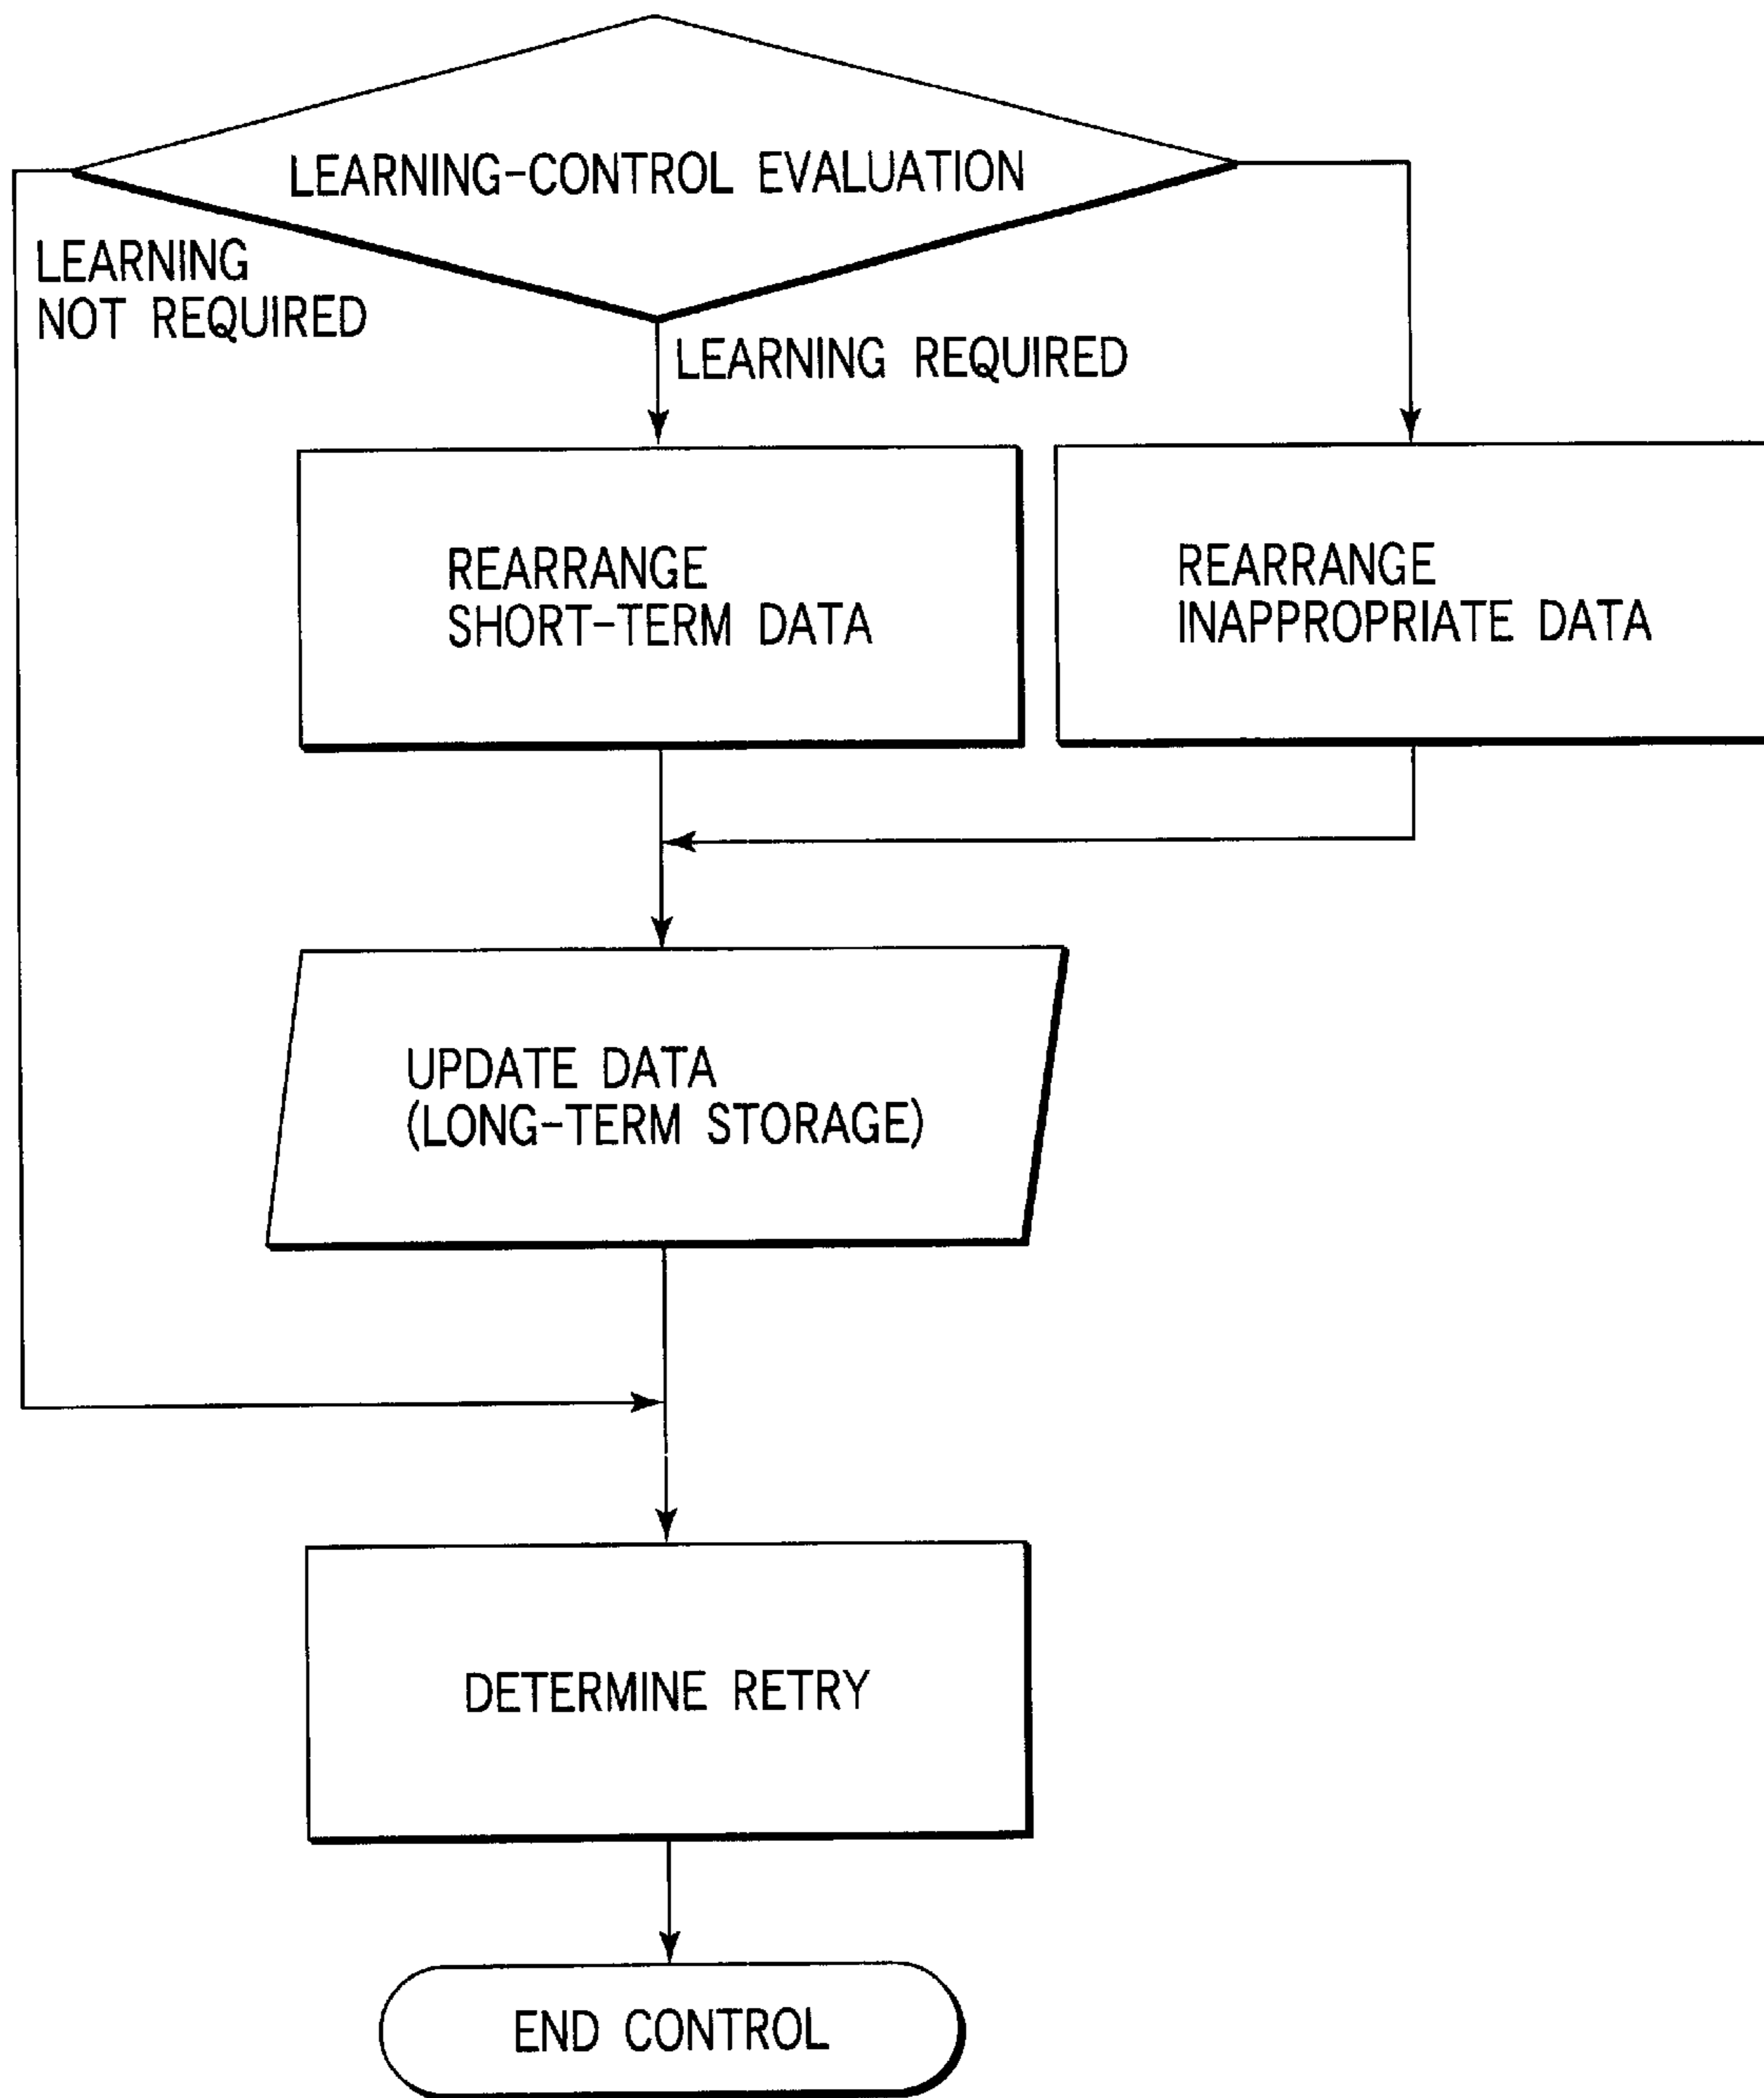 LEARNING-CONTROL EVALUATION
LEARNING
NOT REQUIRED
LEARNING REQUIRED
REARRANGE
SHORT-TERM DATA
REARRANGE
INAPPROPRIATE DATA
UPDATE DATA
(LONG-TERM STORAGE)
DETERMINE RETRY
END CONTROL